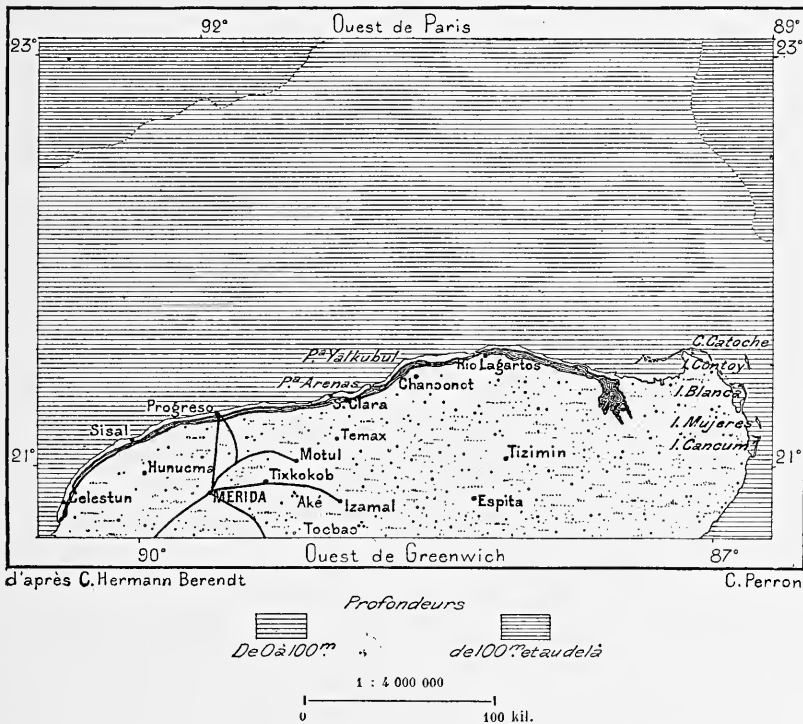 92° Ouest de Paris 89°
23° 23°
C. Catoche
Pta Yalkubul
Rio Lagartos
I. Contoy
Pta Arenas
Chansonot
I. Blanca
S. Clara
Progreso
I. Mujeres
Sisal
Temax
I. Cancum
21° 21°
Motul
Tizimin
Hunucma
Tixkokob
Celestun
MERIDA
Aké
Izamal
Espita
Tocbao
90° Ouest de Greenwich 87°
d'après C. Hermann Berendt C. Perron
Profondeurs
De 0 à 100m. de 100m. et au delà
1 : 4 000 000
0 100 kil.